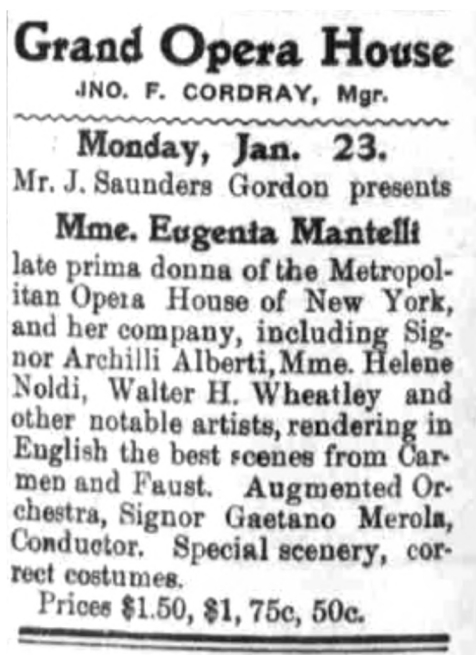 Grand Opera House
JNO. F. CORDRAY, Mgr.
Monday, Jan. 23.
Mr. J. Saunders Gordon presents
Mme. Eugenia Mantelli
late prima donna of the Metropol-
itan Opera House of New York,
and her company, including Sig-
nor Archilli Alberti, Mme. Helene
Noldi, Walter H. Wheatley and
other notable artists, rendering in
English the best scenes from Car-
men and Faust. Augmented Or-
chestra, Signor Gaetano Merola,
Conductor. Special scenery, cor-
rect costumes.
Prices $1.50, $1, 75c, 50c.